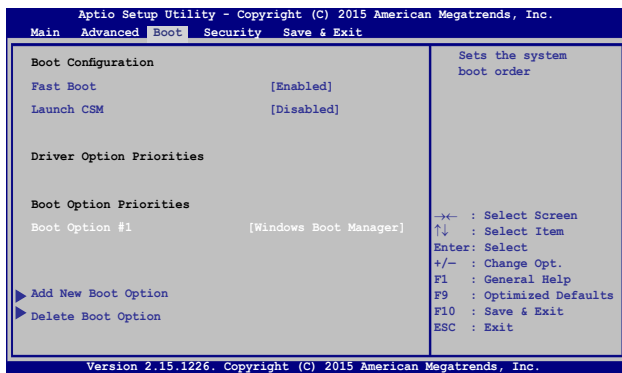 Aptio Setup Utility - Copyright (C) 2015 American Megatrends, Inc.
Main Advanced Boot Security Save & Exit
Boot Configuration
Fast Boot [Enabled]
Launch CSM [Disabled]
Driver Option Priorities
Boot Option Priorities
Boot Option #1 [Windows Boot Manager]
Add New Boot Option
Delete Boot Option
Sets the system
boot order
→← : Select Screen
↑↓ : Select Item
Enter: Select
+/— : Change Opt.
F1 : General Help
F9 : Optimized Defaults
F10 : Save & Exit
ESC : Exit
Version 2.15.1226. Copyright (C) 2015 American Megatrends, Inc.